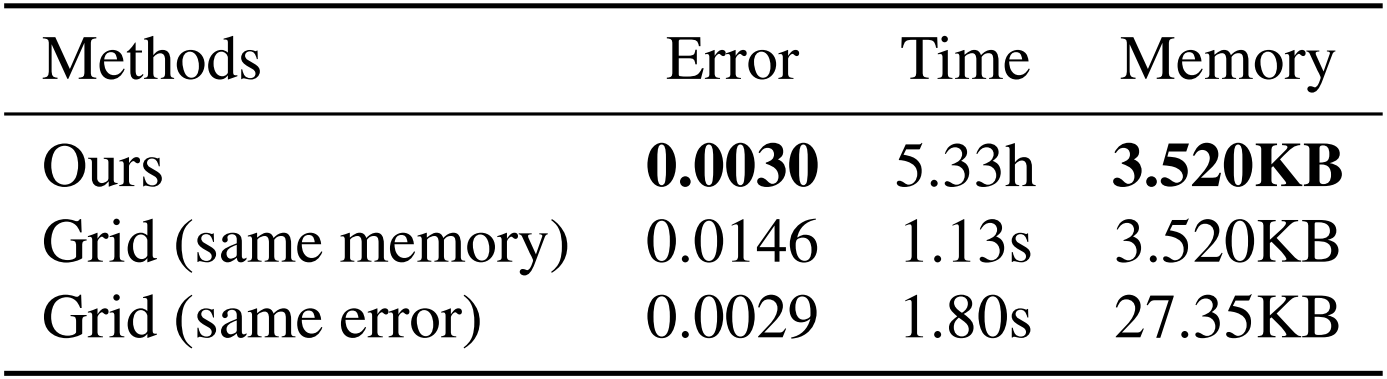 Methods Error Time Memory
Ours 0.0030 5.33h 3.520KB
Grid (same memory) 0.0146 1.13s 3.520KB
Grid (same error) 0.0029 1.80s 27.35KB